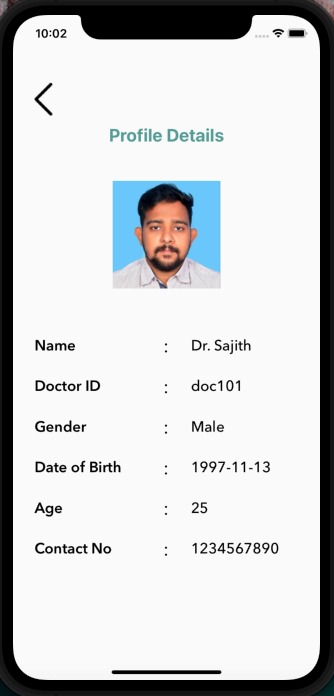 10:02
Profile Details
Name : Dr. Sajith
Doctor ID : doc101
Gender : Male
Date of Birth : 1997-11-13
Age : 25
Contact No : 1234567890